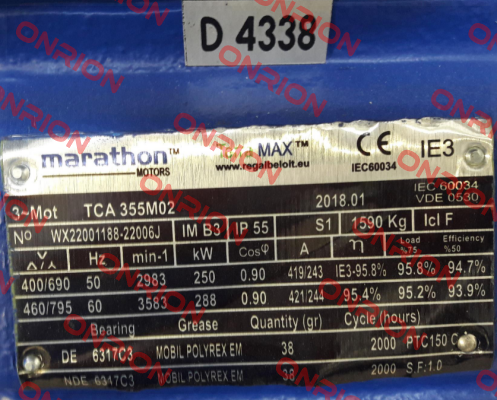 D 4338
marathon™ MAX™ CE IE3
MOTORS www.regalbeloit.eu IEC60034
IEC 60034
3~Mot TCA 355M02 2018.01 VDE 0530
Nº WX22001188-22006J IM B3 IP 55 S1 1590 Kg Icl F
Hz min-1 kW Cosφ A η Load %75 Efficiency %50
400/690 50 2983 250 0.90 419/243 IE3-95.8% 95.8% 94.7%
460/795 60 3583 288 0.90 421/244 95.4% 95.2% 93.9%
Bearing Grease Quantity (gr) Cycle (hours)
DE 6317C3 MOBIL POLYREX EM 38 2000 PTC150 C
NDE 6317C3 MOBIL POLYREX EM 38 2000 S.F:1.0
ONRION